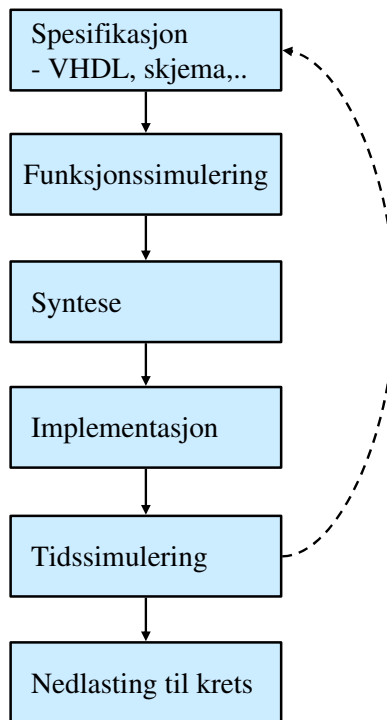 Spesifikasjon
- VHDL, skjema,..
Funksjonssimulering
Syntese
Implementasjon
Tidssimulering
Nedlasting til krets